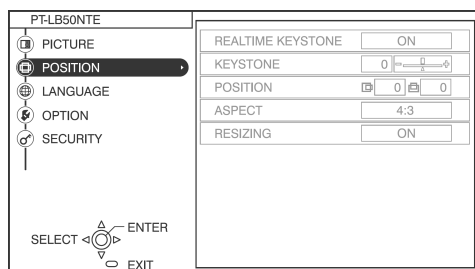 PT-LB50NTE
PICTURE
POSITION
LANGUAGE
OPTION
SECURITY
REALTIME KEYSTONE ON
KEYSTONE 0
POSITION 0 0
ASPECT 4:3
RESIZING ON
ENTER
SELECT
EXIT